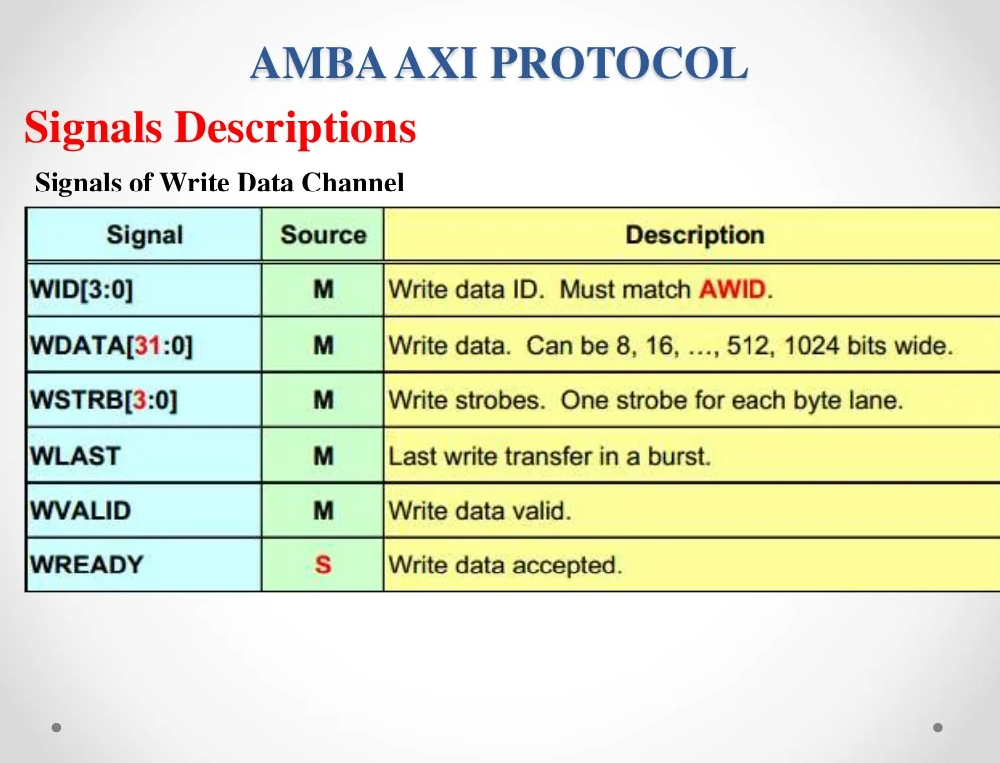 AMBA AXI PROTOCOL
Signals Descriptions
Signals of Write Data Channel
Signal Source Description
WID[3:0] M Write data ID. Must match AWID.
WDATA[31:0] M Write data. Can be 8, 16, ..., 512, 1024 bits wide.
WSTRB[3:0] M Write strobes. One strobe for each byte lane.
WLAST M Last write transfer in a burst.
WVALID M Write data valid.
WREADY S Write data accepted.